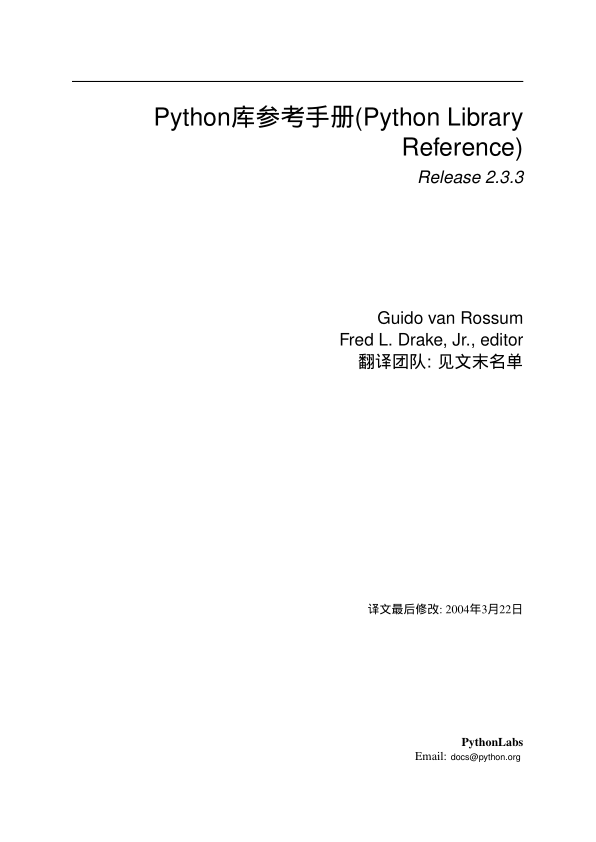 Python库参考手册(Python Library
Reference)
Release 2.3.3
Guido van Rossum
Fred L. Drake, Jr., editor
翻译团队: 见文末名单
译文最后修改: 2004年3月22日
PythonLabs
Email: docs@python.org